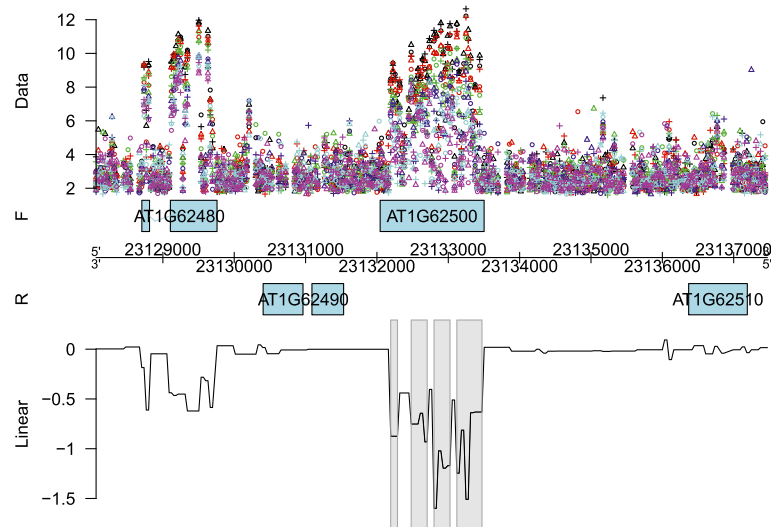 12
10
8
6
4
2
Data
F
AT1G62480
AT1G62500
5'
3'
23129000
23130000
23131000
23132000
23133000
23134000
23135000
23136000
23137000
5'
3'
R
AT1G62490
AT1G62510
0
−0.5
−1
−1.5
Linear